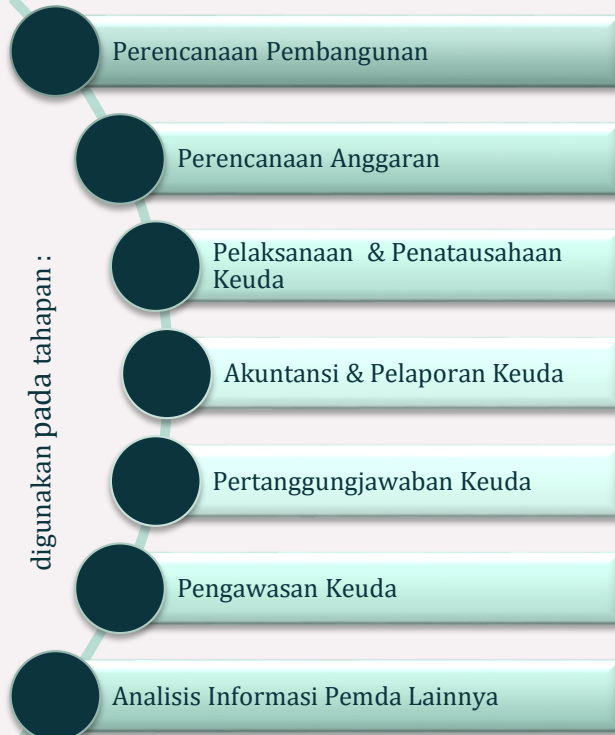 digunakan pada tahapan :
Perencanaan Pembangunan
Perencanaan Anggaran
Pelaksanaan & Penatausahaan
Keuda
Akuntansi & Pelaporan Keuda
Pertanggungjawaban Keuda
Pengawasan Keuda
Analisis Informasi Pemda Lainnya